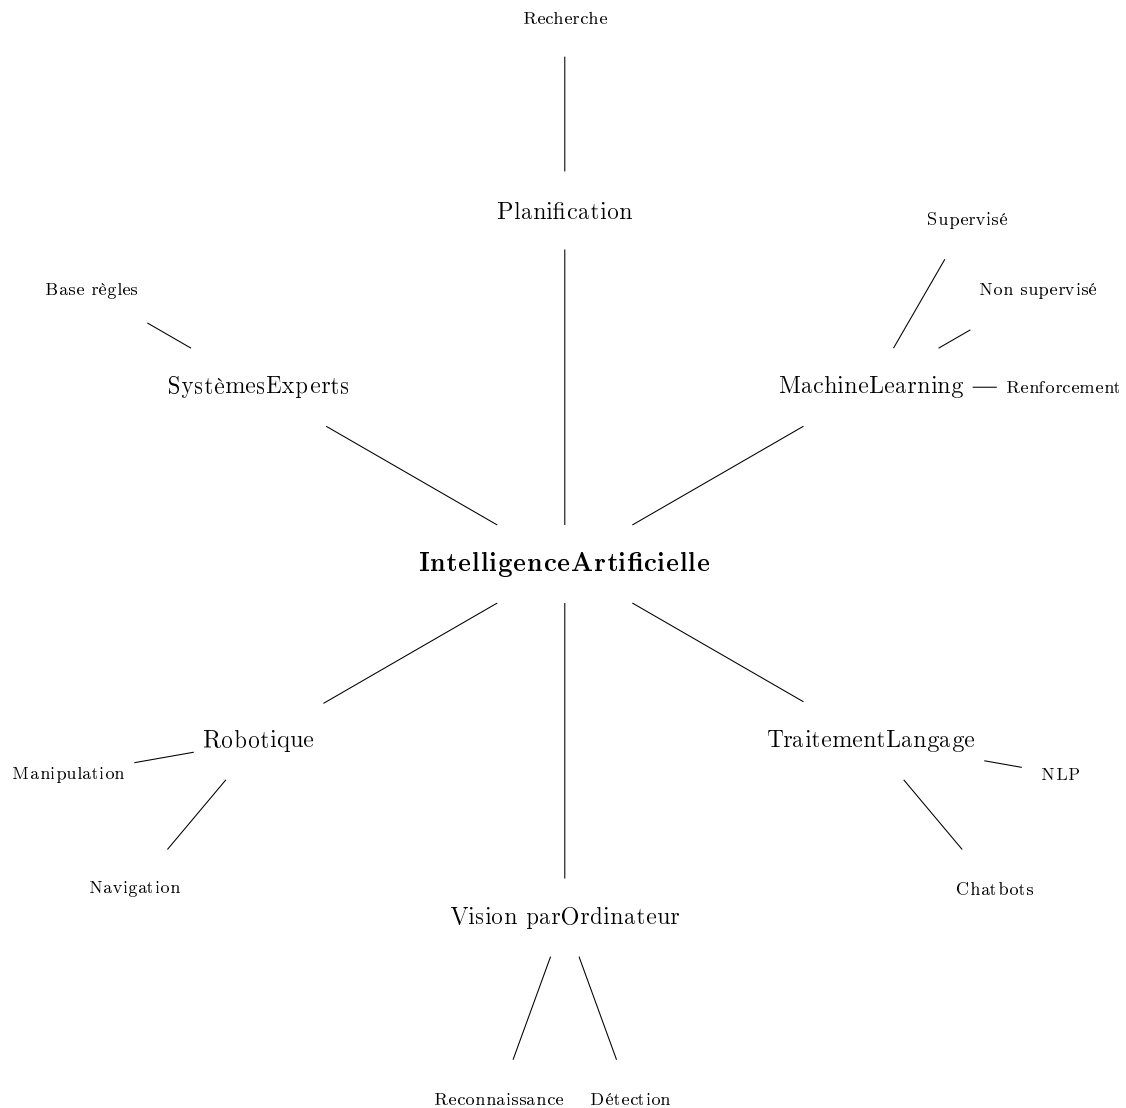 Recherche
Planification
Supervisé
Base règles
Non supervisé
SystèmesExperts
MachineLearning
Renforcement
IntelligenceArtificielle
Robotique
TraitementLangage
Manipulation
NLP
Navigation
Chatbots
Vision parOrdinateur
Reconnaissance
Détection